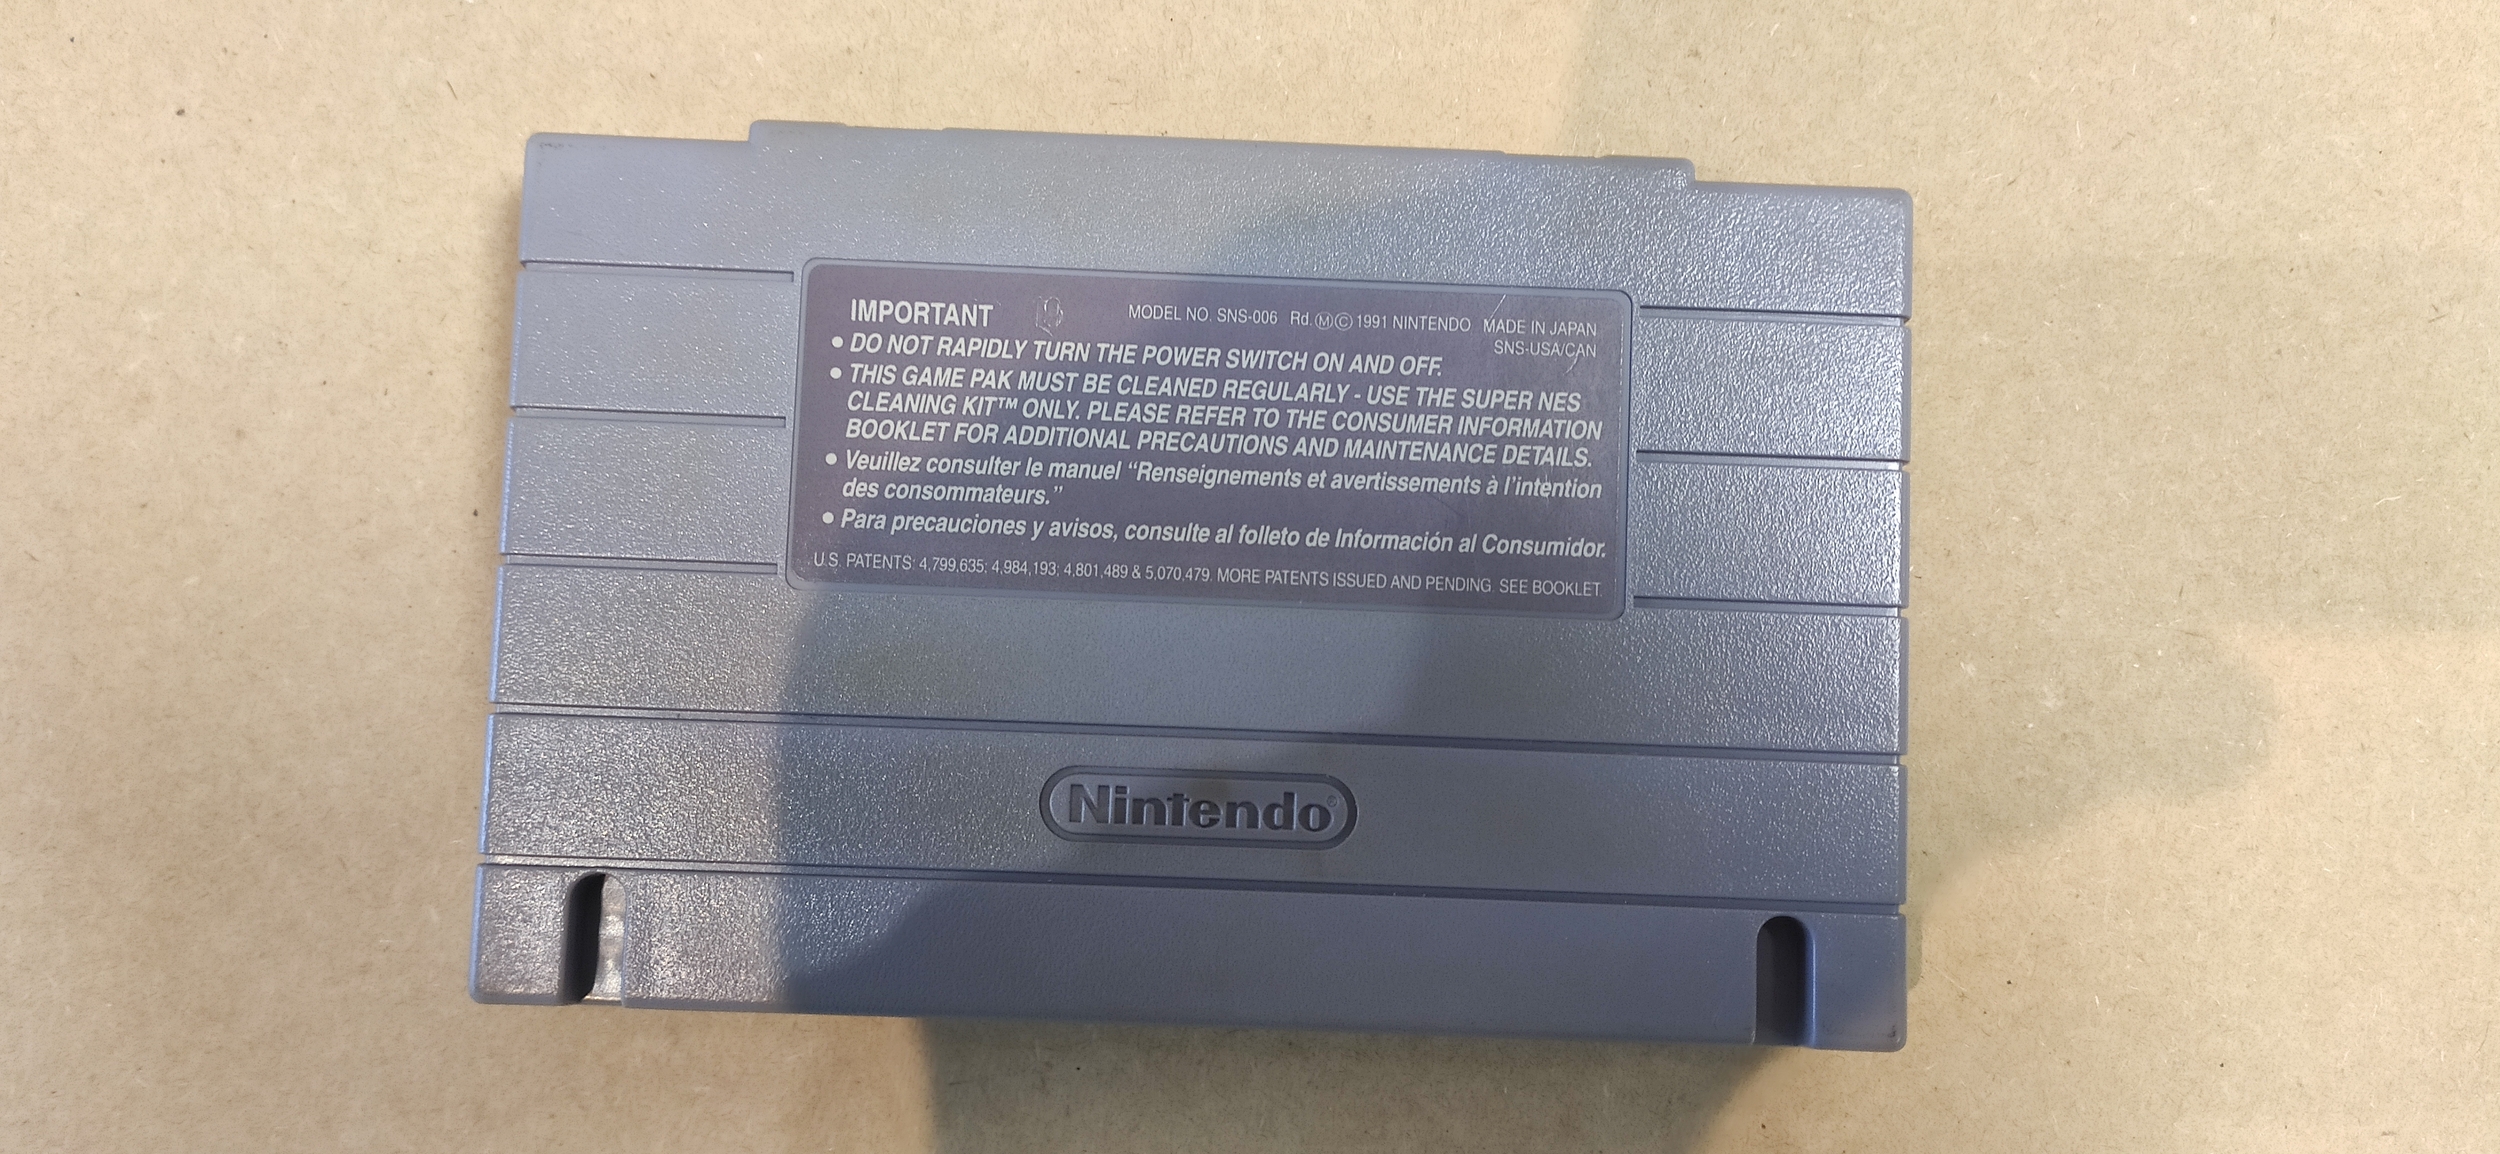 IMPORTANT
MODEL NO. SNS-006 Rd.ⓂⒸ 1991 NINTENDO MADE IN JAPAN
SNS-USA/CAN
● DO NOT RAPIDLY TURN THE POWER SWITCH ON AND OFF.
● THIS GAME PAK MUST BE CLEANED REGULARLY - USE THE SUPER NES
CLEANING KIT™ ONLY. PLEASE REFER TO THE CONSUMER INFORMATION
BOOKLET FOR ADDITIONAL PRECAUTIONS AND MAINTENANCE DETAILS.
● Veuillez consulter le manuel “Renseignements et avertissements à l’intention
des consommateurs.”
● Para precauciones y avisos, consulte al folleto de Información al Consumidor.
U.S. PATENTS: 4,799,635; 4,984,193; 4,801,489 & 5,070,479. MORE PATENTS ISSUED AND PENDING. SEE BOOKLET.
Nintendo®